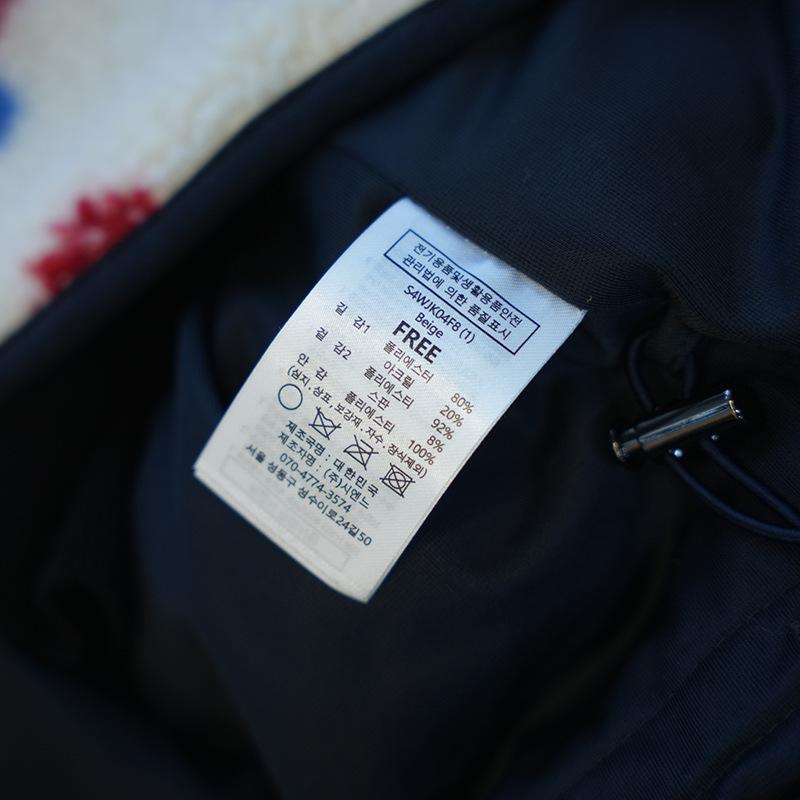 전기용품및생활용품안전
관리법에 의한 품질표시
S4WJK04F8 (1)
Beige
FREE
겉 감1 폴리에스터 80%
아크릴 20%
겉 감2 폴리에스터 92%
스판 8%
안 감 폴리에스터 100%
(심지, 상표, 보강재, 자수, 장식제외)
제조국명 : 대한민국
제조자명 : (주)시엔느
070-4774-3574
서울 성동구 성수이로24길50